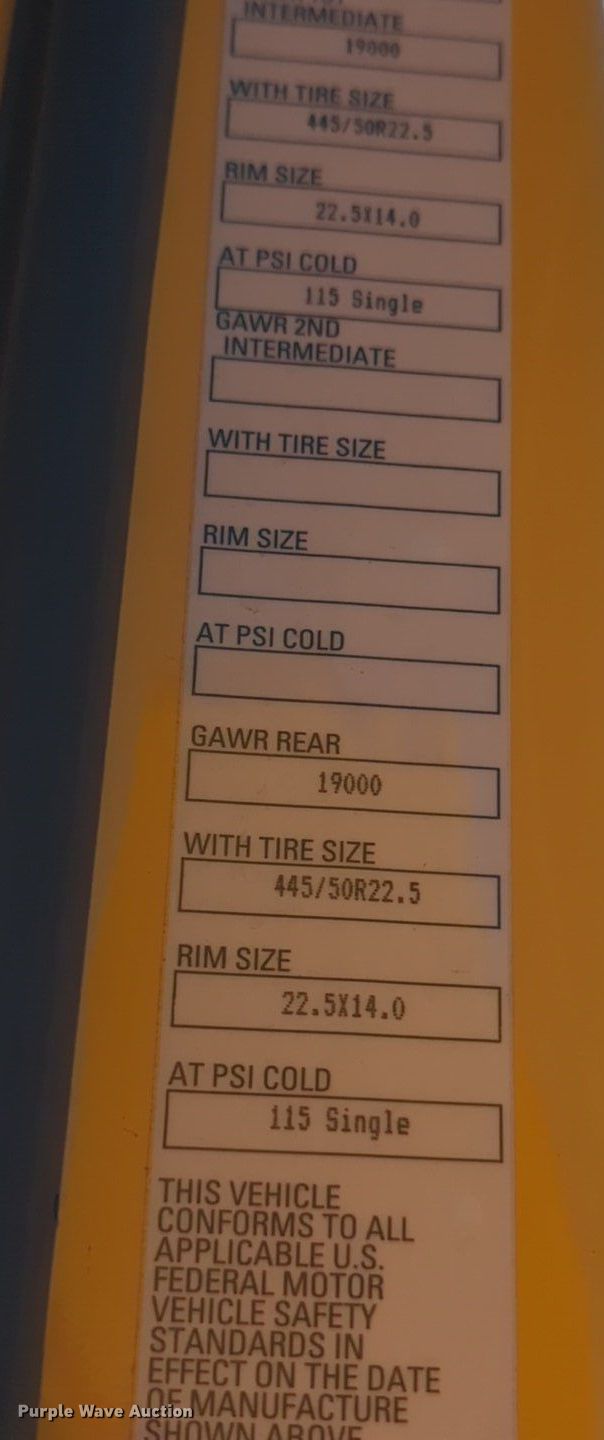 INTERMEDIATE
19000
WITH TIRE SIZE
445/50R22.5
RIM SIZE
22.5X14.0
AT PSI COLD
115 Single
GAWR 2ND
INTERMEDIATE
WITH TIRE SIZE
RIM SIZE
AT PSI COLD
GAWR REAR
19000
WITH TIRE SIZE
445/50R22.5
RIM SIZE
22.5X14.0
AT PSI COLD
115 Single
THIS VEHICLE
CONFORMS TO ALL
APPLICABLE U.S.
FEDERAL MOTOR
VEHICLE SAFETY
STANDARDS IN
EFFECT ON THE DATE
OF MANUFACTURE
SHOWN ABOVE
Purple Wave Auction